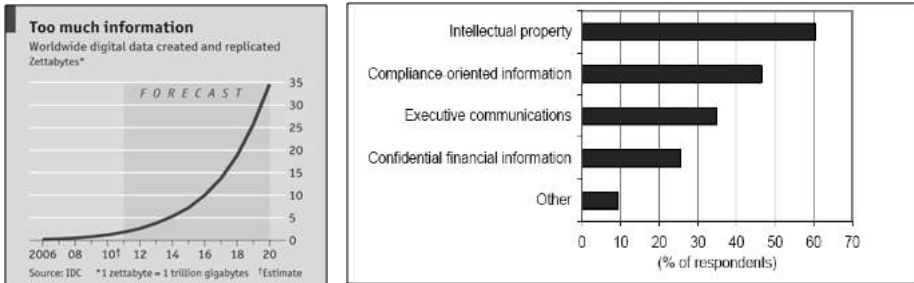 Too much information
Worldwide digital data created and replicated
Zettabytes*
FORECAST
35
30
25
20
15
10
5
0
2006 08 10† 12 14 16 18 20
Source: IDC *1 zettabyte = 1 trillion gigabytes †Estimate
Intellectual property
Compliance-oriented information
Executive communications
Confidential financial information
Other
0 10 20 30 40 50 60 70
(% of respondents)